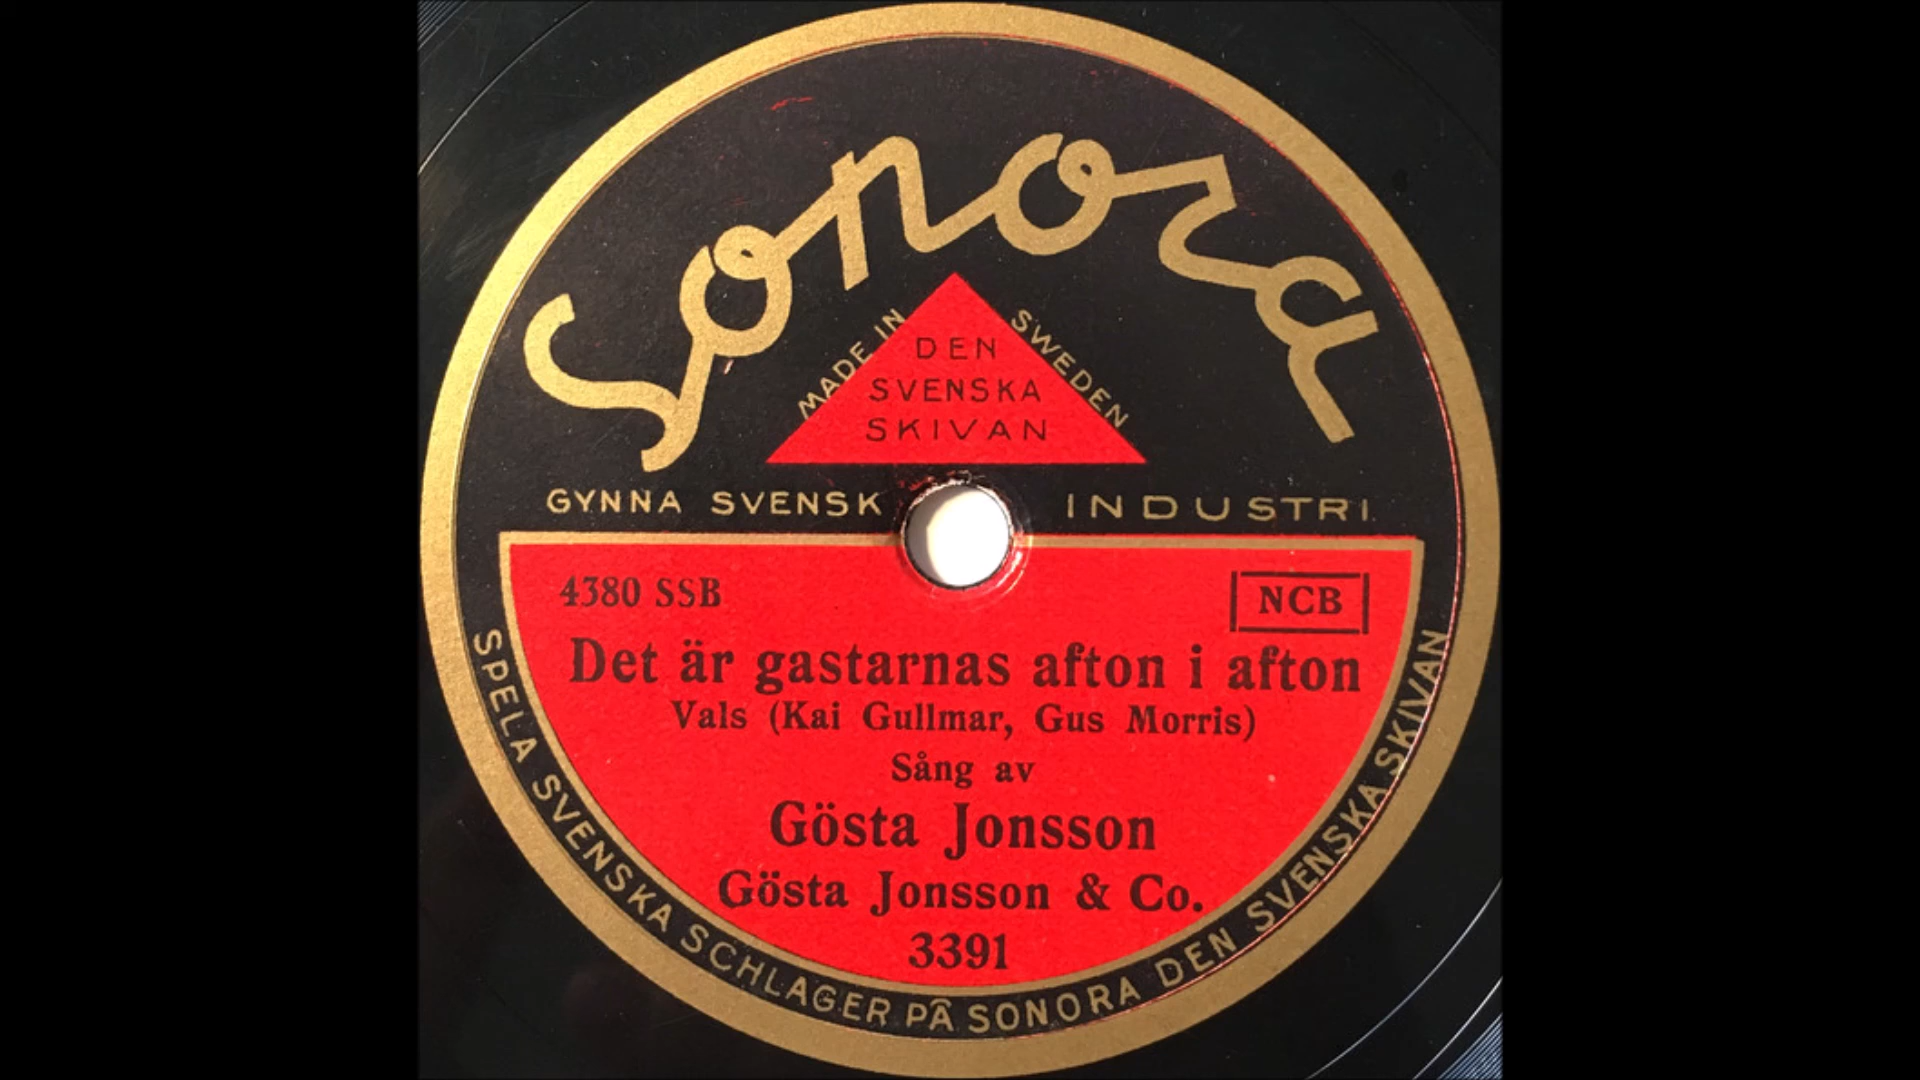 Sonora
MADE IN SWEDEN
DEN
SVENSKA
SKIVAN
GYNNA SVENSK INDUSTRI.
4380 SSB
NCB
Det är gastarnas afton i afton
Vals (Kai Gullmar, Gus Morris)
Sång av
Gösta Jonsson
Gösta Jonsson & Co.
3391
SPELA SVENSKA SCHLAGER PÅ SONORA DEN SVENSKA SKIVAN